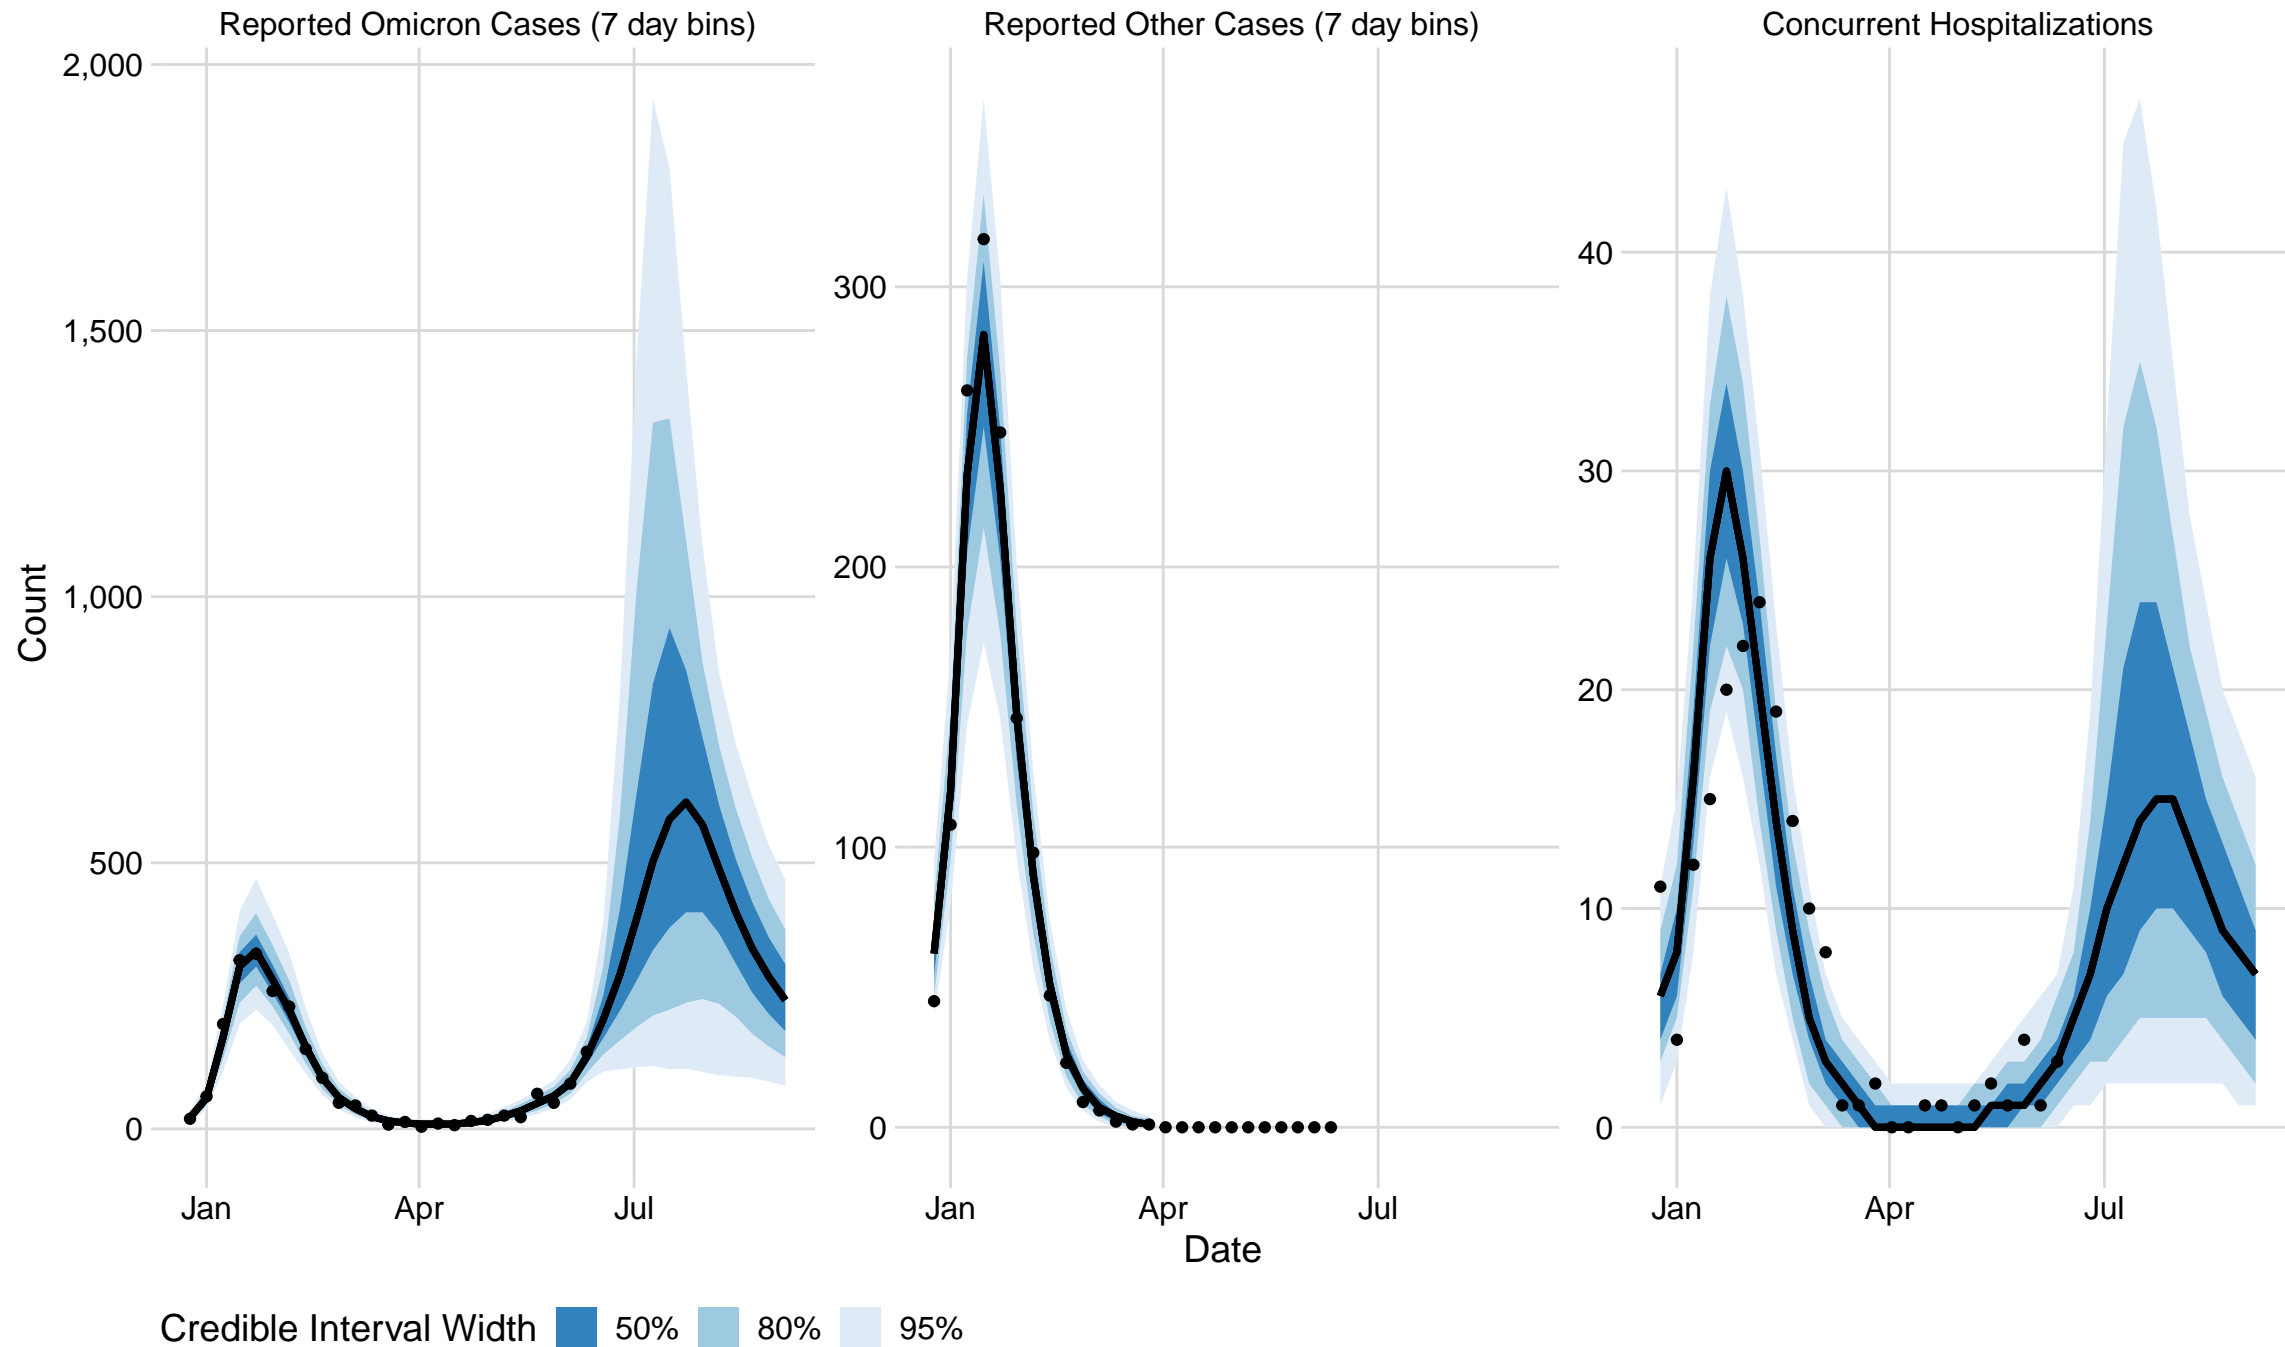 Reported Omicron Cases (7 day bins)
Reported Other Cases (7 day bins)
Concurrent Hospitalizations
Count
2,000
1,500
1,000
500
0
300
200
100
0
40
30
20
10
0
Jan Apr Jul
Jan Apr Jul
Jan Apr Jul
Date
Credible Interval Width 50% 80% 95%